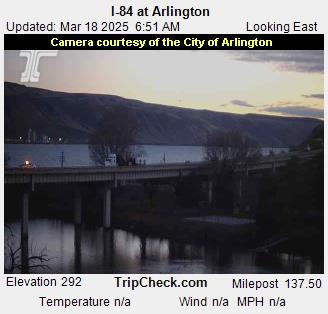 I-84 at Arlington
Updated: Mar 18 2025 6:51 AM Looking East
Camera courtesy of the City of Arlington
Elevation 292 TripCheck.com Milepost 137.50
Temperature n/a Wind n/a MPH n/a